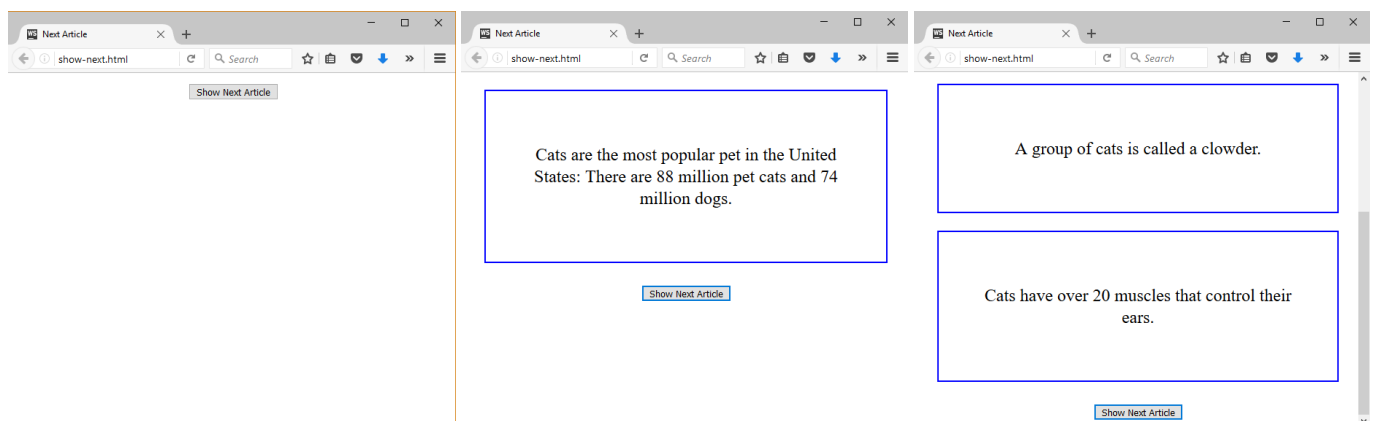 WS Next Article
show-next.html
Search
Show Next Article
WS Next Article
show-next.html
Search
Cats are the most popular pet in the United
States: There are 88 million pet cats and 74
million dogs.
Show Next Article
WS Next Article
show-next.html
Search
A group of cats is called a clowder.
Cats have over 20 muscles that control their
ears.
Show Next Article